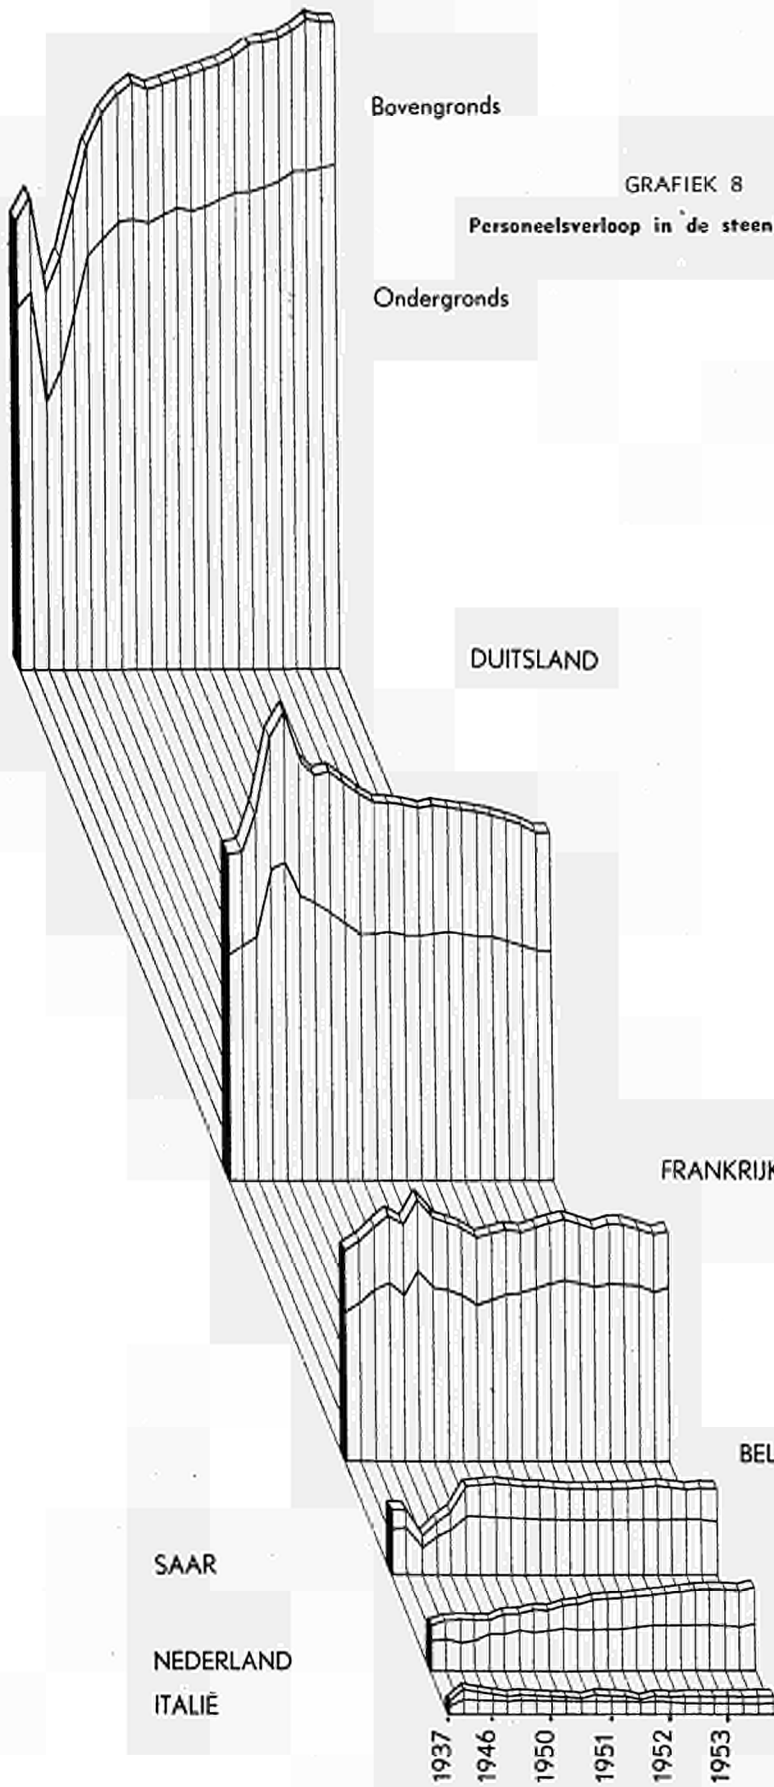 Bovengronds
GRAFIEK 8
Personeelsverloop in de steen
Ondergronds
DUITSLAND
FRANKRIJK
BEL
SAAR
NEDERLAND
ITALIË
1937
1946
1950
1951
1952
1953